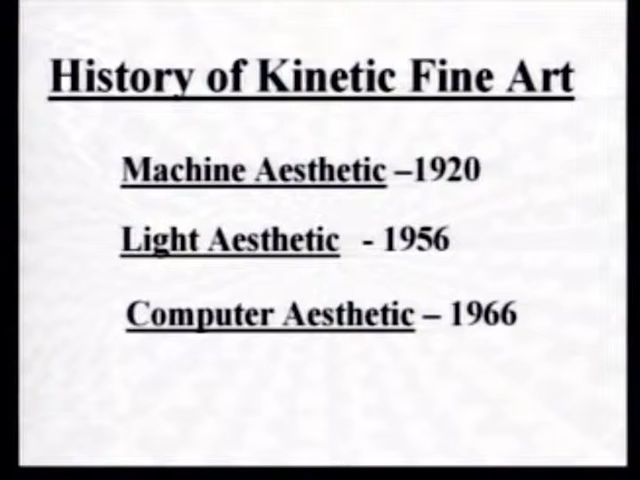 History of Kinetic Fine Art
Machine Aesthetic –1920
Light Aesthetic - 1956
Computer Aesthetic – 1966